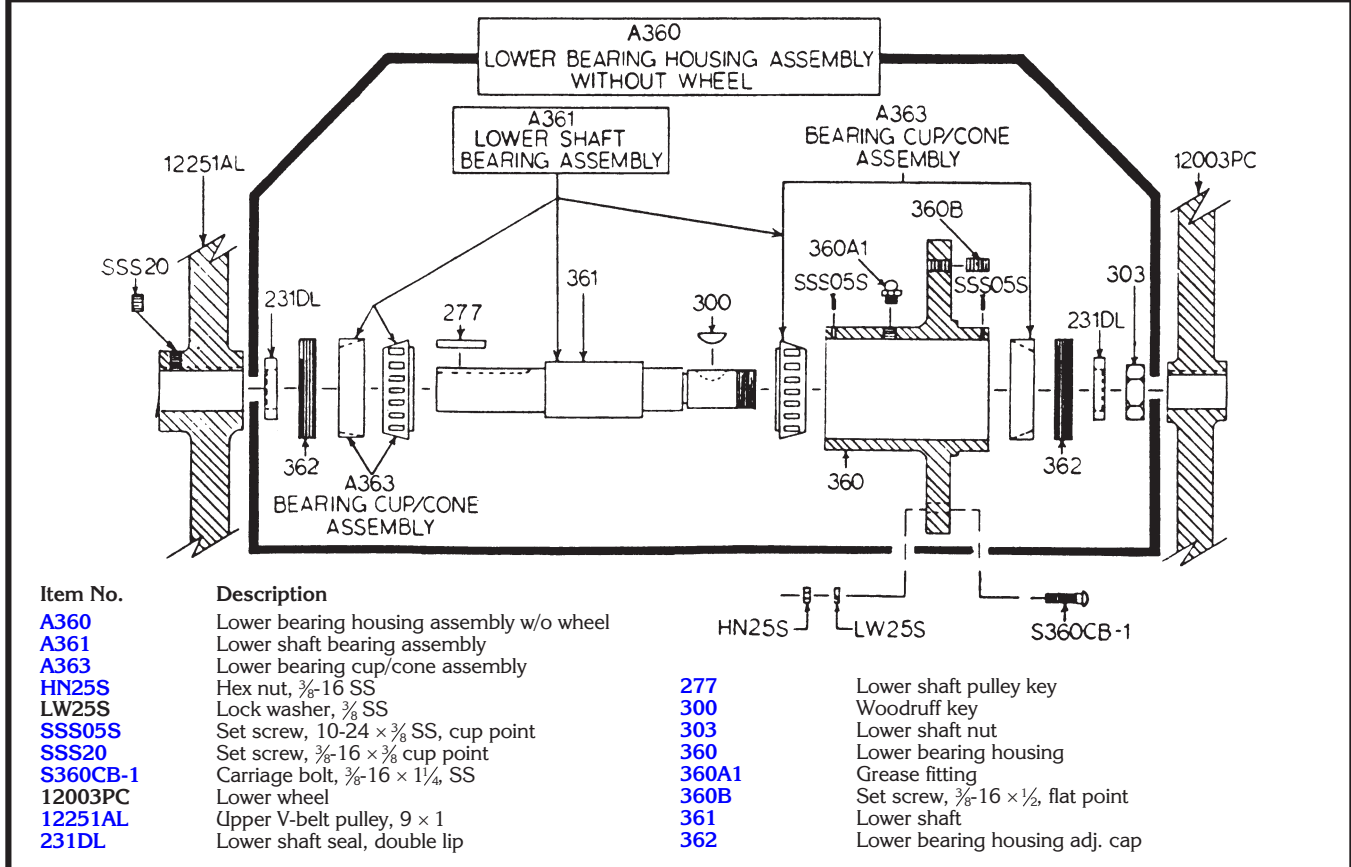 A360
LOWER BEARING HOUSING ASSEMBLY
WITHOUT WHEEL
A361
LOWER SHAFT
BEARING ASSEMBLY
A363
BEARING CUP/CONE
ASSEMBLY
12251AL
12003PC
SSS20
231DL
277
361
300
360A1
360B
SSS05S
SSS05S
231DL
303
362
A363
BEARING CUP/CONE
ASSEMBLY
360
362
HN25S
LW25S
S360CB-1
Item No. Description
A360 Lower bearing housing assembly w/o wheel
A361 Lower shaft bearing assembly
A363 Lower bearing cup/cone assembly
HN25S Hex nut, ⅜-16 SS
LW25S Lock washer, ⅜ SS
SSS05S Set screw, 10-24 × ⅜ SS, cup point
SSS20 Set screw, ⅜-16 × ⅜ cup point
S360CB-1 Carriage bolt, ⅜-16 × 1¼, SS
12003PC Lower wheel
12251AL Upper V-belt pulley, 9 × 1
231DL Lower shaft seal, double lip
277 Lower shaft pulley key
300 Woodruff key
303 Lower shaft nut
360 Lower bearing housing
360A1 Grease fitting
360B Set screw, ⅜-16 × ½, flat point
361 Lower shaft
362 Lower bearing housing adj. cap